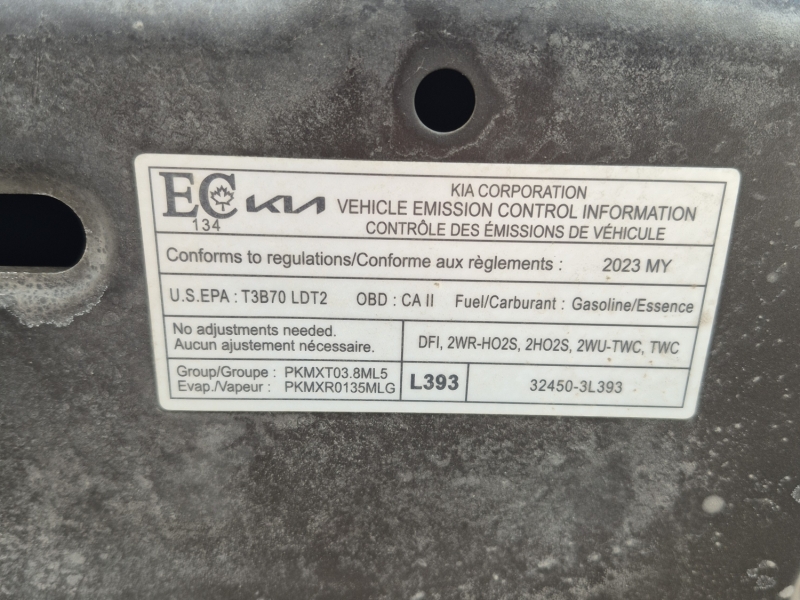 EC KIA KIA CORPORATION
134 VEHICLE EMISSION CONTROL INFORMATION
CONTRÔLE DES ÉMISSIONS DE VÉHICULE
Conforms to regulations/Conforme aux règlements : 2023 MY
U.S.EPA : T3B70 LDT2 OBD : CA II Fuel/Carburant : Gasoline/Essence
No adjustments needed.
Aucun ajustement nécessaire.
DFI, 2WR-HO2S, 2HO2S, 2WU-TWC, TWC
Group/Groupe : PKMXT03.8ML5
Evap./Vapeur : PKMXR0135MLG
L393
32450-3L393